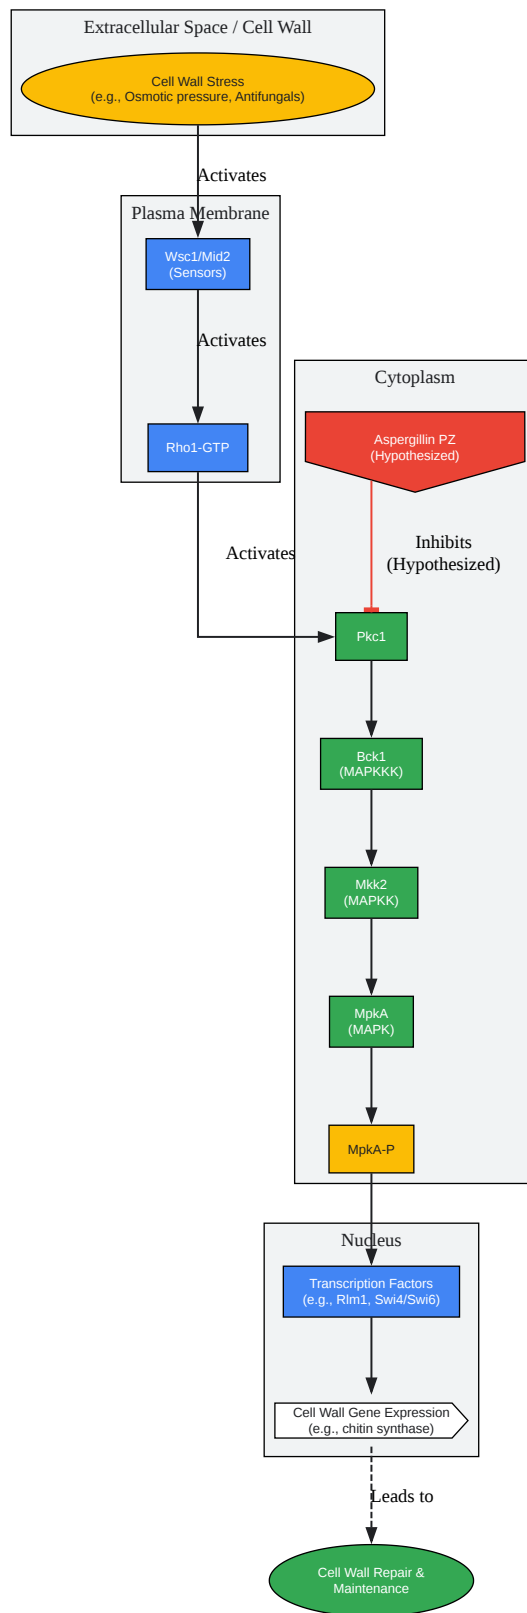 Extracellular Space / Cell Wall
Cell Wall Stress
(e.g., Osmotic pressure, Antifungals)
Activates
Plasma Membrane
Wsc1/Mid2
(Sensors)
Activates
Cytoplasm
Aspergillin PZ
(Hypothesized)
Rho1-GTP
Activates
Inhibits
(Hypothesized)
Pkc1
Bck1
(MAPKKK)
Mkk2
(MAPKK)
MpkA
(MAPK)
MpkA-P
Nucleus
Transcription Factors
(e.g., Rlm1, Swi4/Swi6)
Cell Wall Gene Expression
(e.g., chitin synthase)
Leads to
Cell Wall Repair &
Maintenance